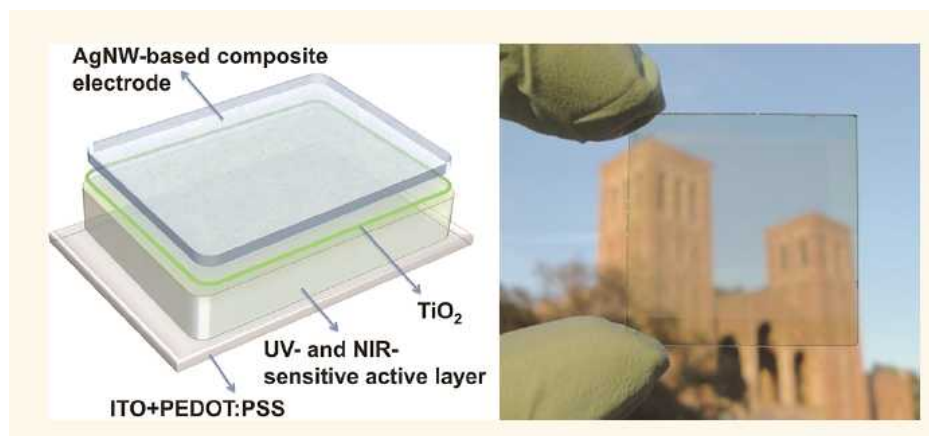 AgNW-based composite
electrode
TiO₂
UV- and NIR-
sensitive active layer
ITO+PEDOT:PSS